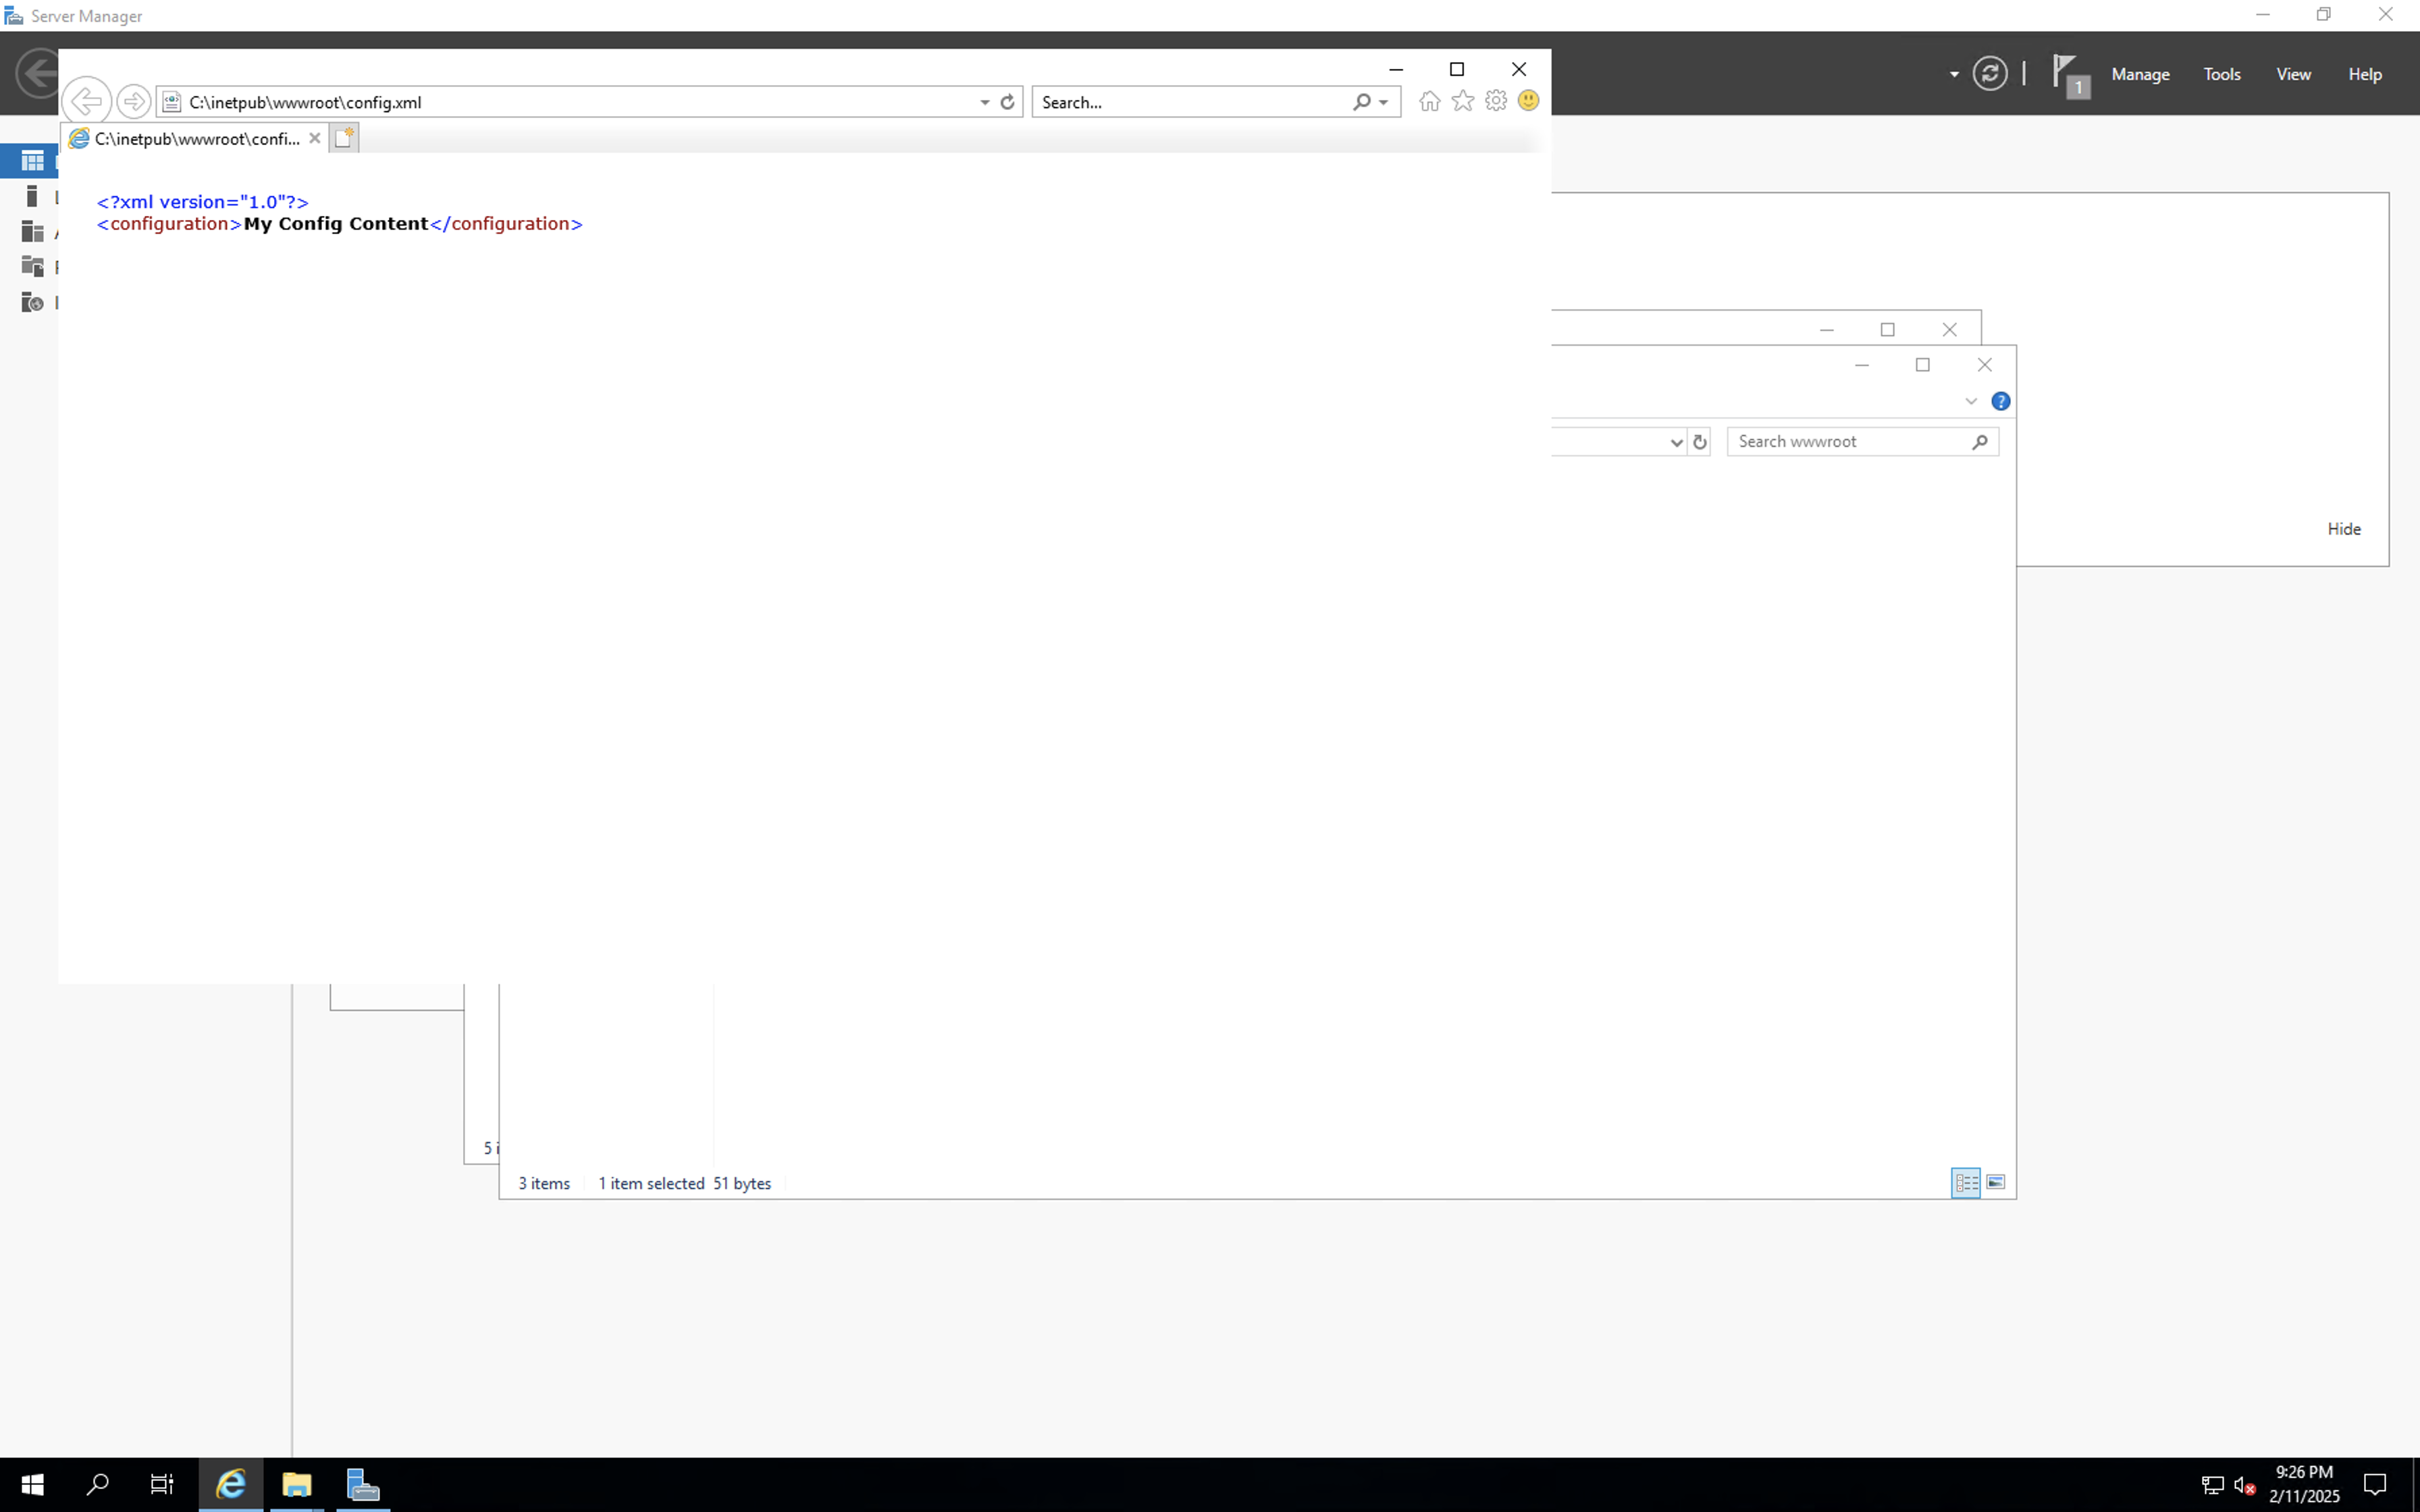 Server Manager
1
Manage
Tools
View
Help
C:\inetpub\wwwroot\config.xml
Search...
C:\inetpub\wwwroot\confi...
<?xml version="1.0"?>
<configuration>My Config Content</configuration>
Search wwwroot
Hide
5 i
3 items
1 item selected 51 bytes
9:26 PM
2/11/2025